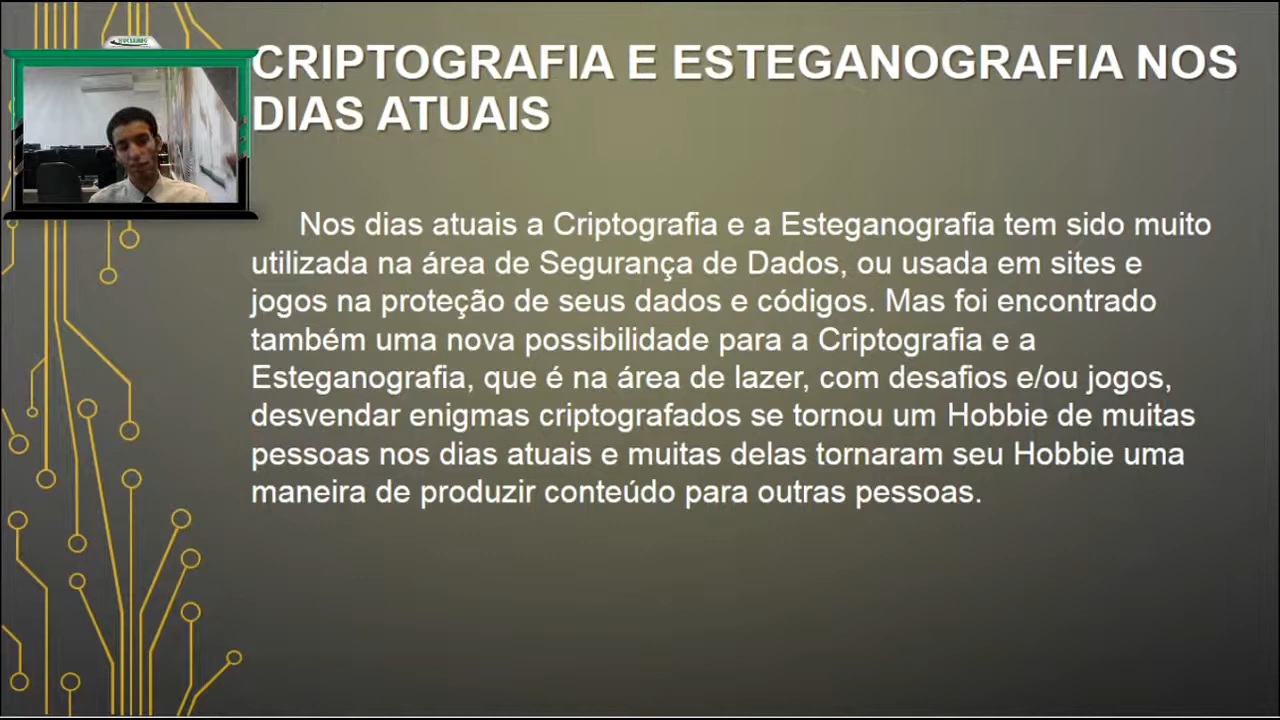 CRIPTOGRAFIA E ESTEGANOGRAFIA NOS
DIAS ATUAIS
Nos dias atuais a Criptografia e a Esteganografia tem sido muito
utilizada na área de Segurança de Dados, ou usada em sites e
jogos na proteção de seus dados e códigos. Mas foi encontrado
também uma nova possibilidade para a Criptografia e a
Esteganografia, que é na área de lazer, com desafios e/ou jogos,
desvendar enigmas criptografados se tornou um Hobbie de muitas
pessoas nos dias atuais e muitas delas tornaram seu Hobbie uma
maneira de produzir conteúdo para outras pessoas.